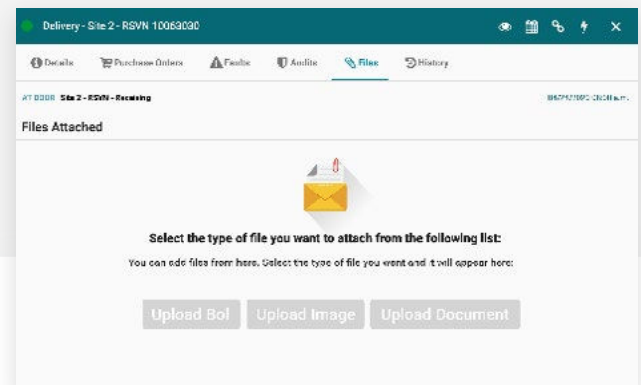 Delivery - Site 2 - RSVN 10063030
Details Purchase Orders Faults Audits Files History
AT DOOR Site 2 - RSVN - Receiving
Files Attached
Select the type of file you want to attach from the following list:
You can add files from here. Select the type of file you want and it will appear here:
Upload Bol Upload Image Upload Document